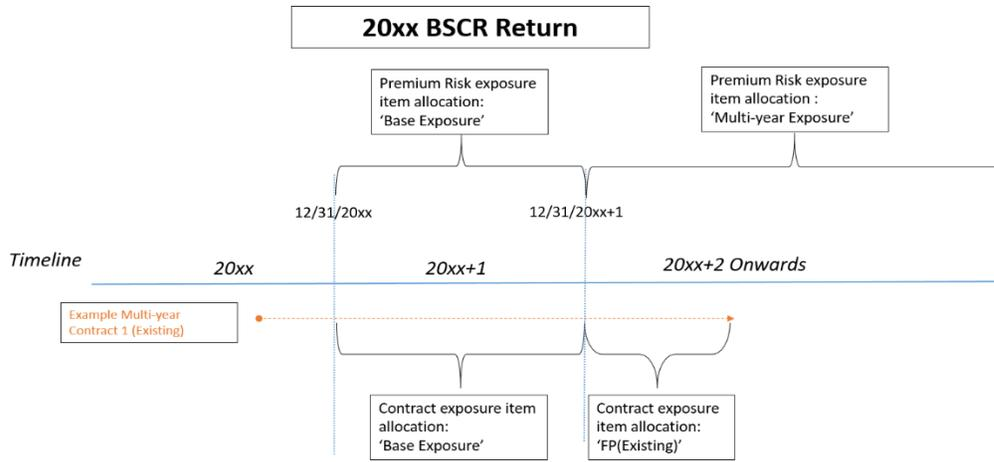 20xx BSCR Return
Premium Risk exposure
item allocation:
'Base Exposure'
Premium Risk exposure
item allocation :
'Multi-year Exposure'
12/31/20xx
12/31/20xx+1
Timeline
20xx
20xx+1
20xx+2 Onwards
Example Multi-year
Contract 1 (Existing)
Contract exposure item
allocation:
'Base Exposure'
Contract exposure
item allocation:
'FP(Existing)'